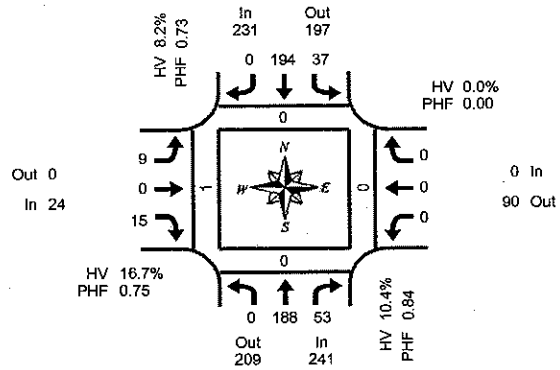 In Out
231 197
HV 8.2%
PHF 0.73
0 194 37
HV 0.0%
PHF 0.00
0
9
0
15
Out 0
In 24
1
N
W E
S
0
0
0
0
0 In
90 Out
0
HV 16.7%
PHF 0.75
0 188 53
Out In
209 241
HV 10.4%
PHF 0.84